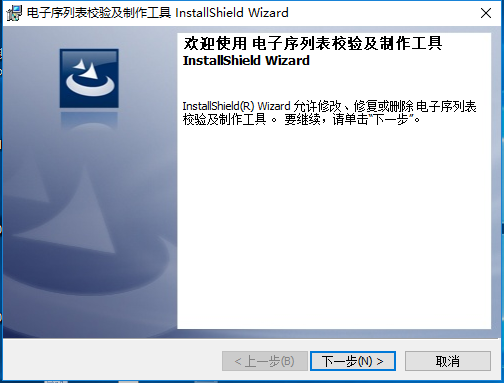 电子序列表校验及制作工具 InstallShield Wizard
欢迎使用 电子序列表校验及制作工具
InstallShield Wizard
InstallShield(R) Wizard 允许修改、修复或删除 电子序列表
校验及制作工具 。 要继续，请单击“下一步”。
< 上一步(B)
下一步(N) >
取消